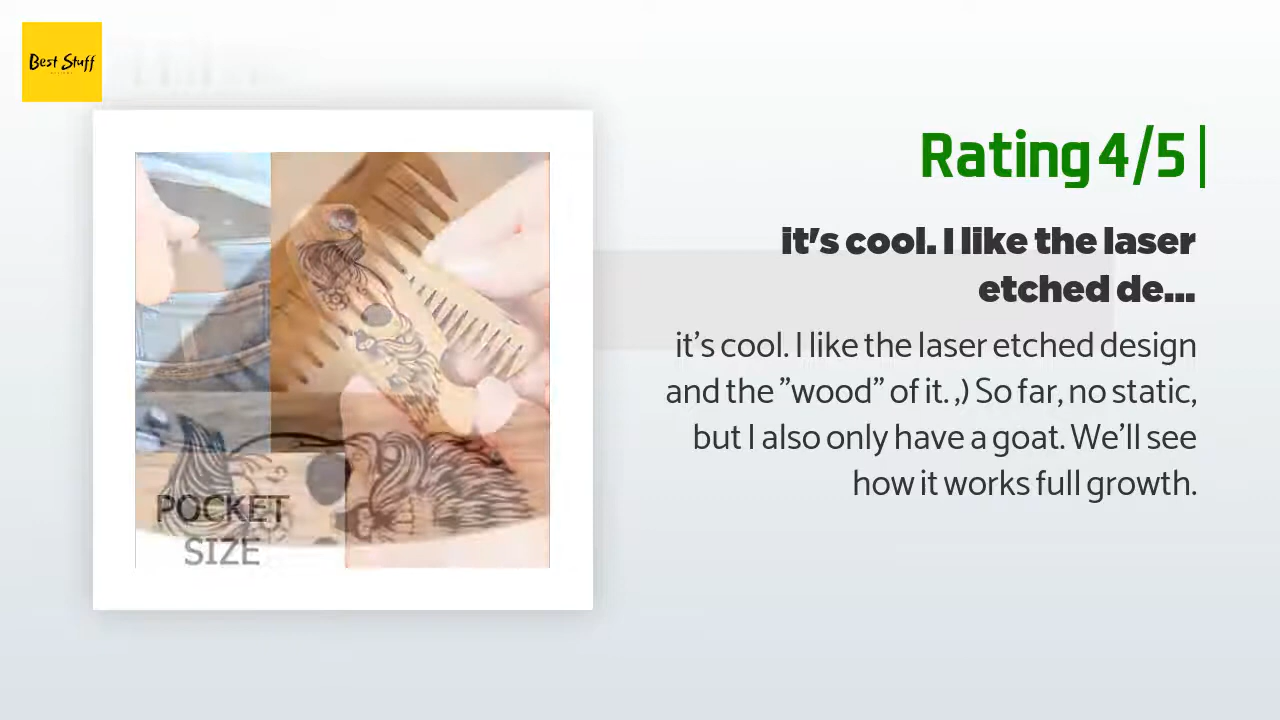 Best Stuff
Rating 4/5 |
it's cool. I like the laser
etched de...
it's cool. I like the laser etched design
and the "wood" of it. ,) So far, no static,
but I also only have a goat. We'll see
how it works full growth.
POCKET
SIZE